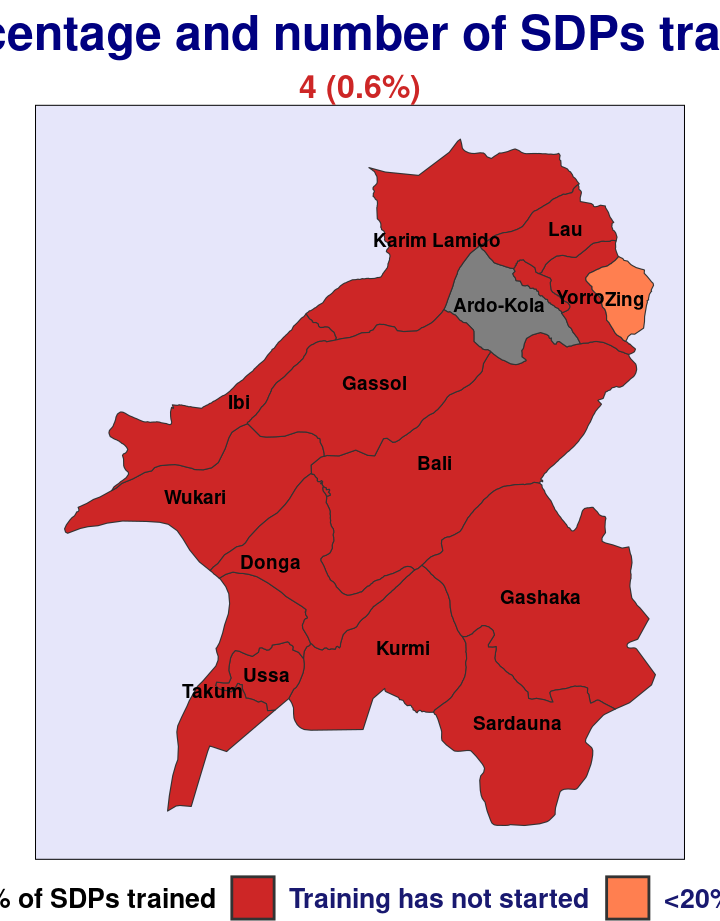 centage and number of SDPs tra
4 (0.6%)
Karim Lamido
Lau
Ardo-Kola
Yorro
Zing
Gassol
Ibi
Bali
Wukari
Donga
Gashaka
Kurmi
Ussa
Takum
Sardauna
% of SDPs trained Training has not started <20%